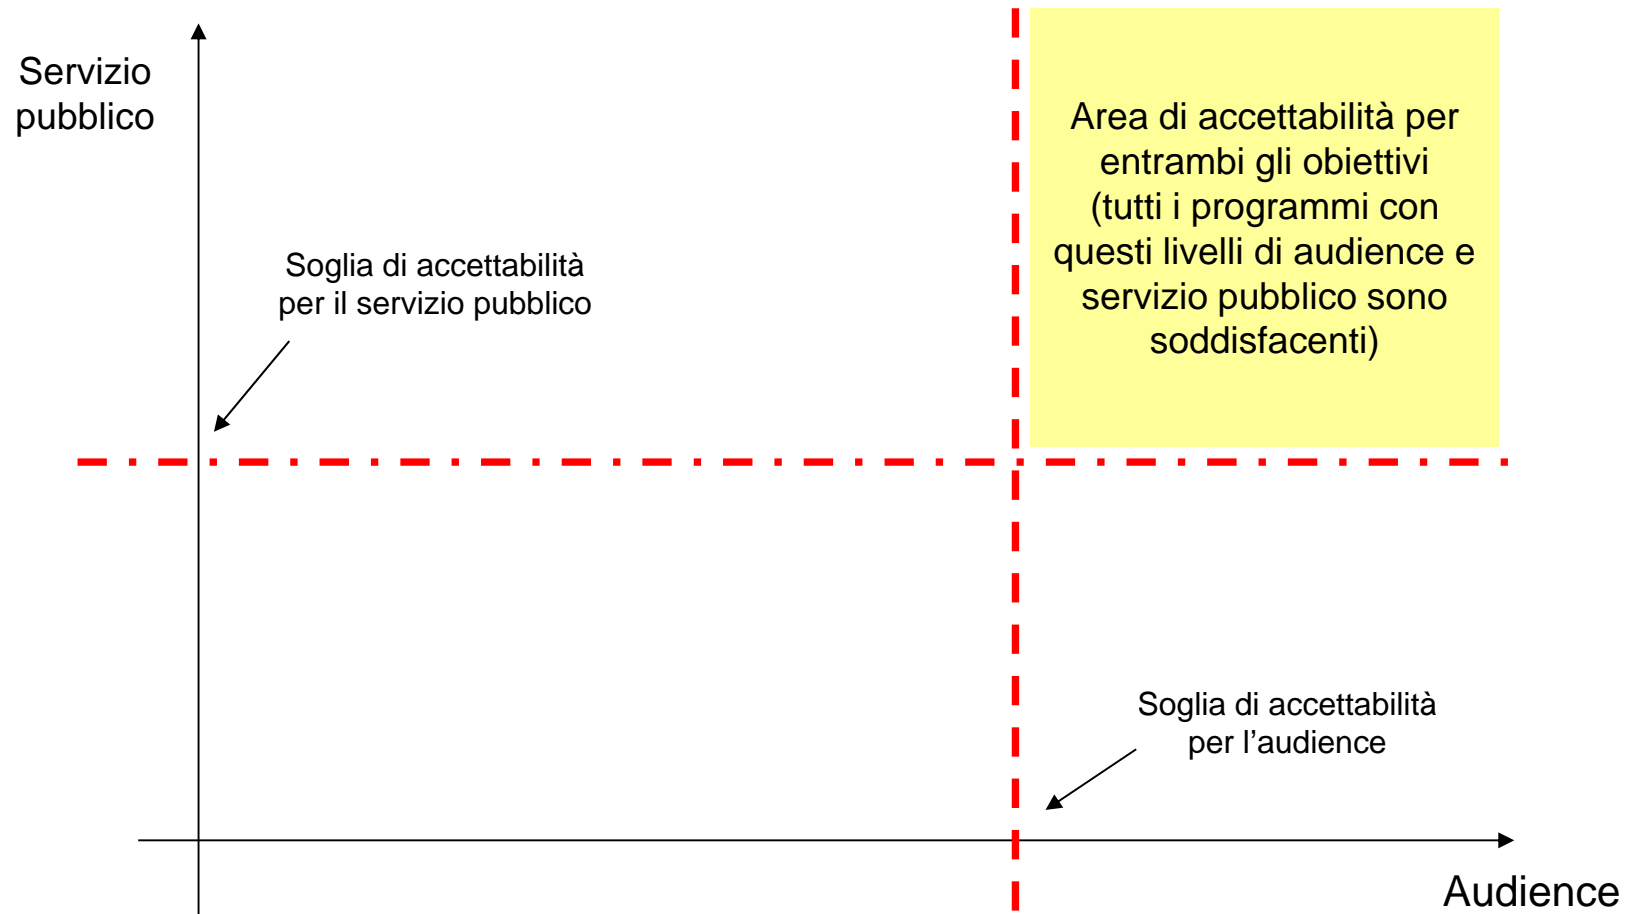 Servizio
pubblico
Area di accettabilità per
entrambi gli obiettivi
(tutti i programmi con
questi livelli di audience e
servizio pubblico sono
soddisfacenti)
Soglia di accettabilità
per il servizio pubblico
Soglia di accettabilità
per l’audience
Audience